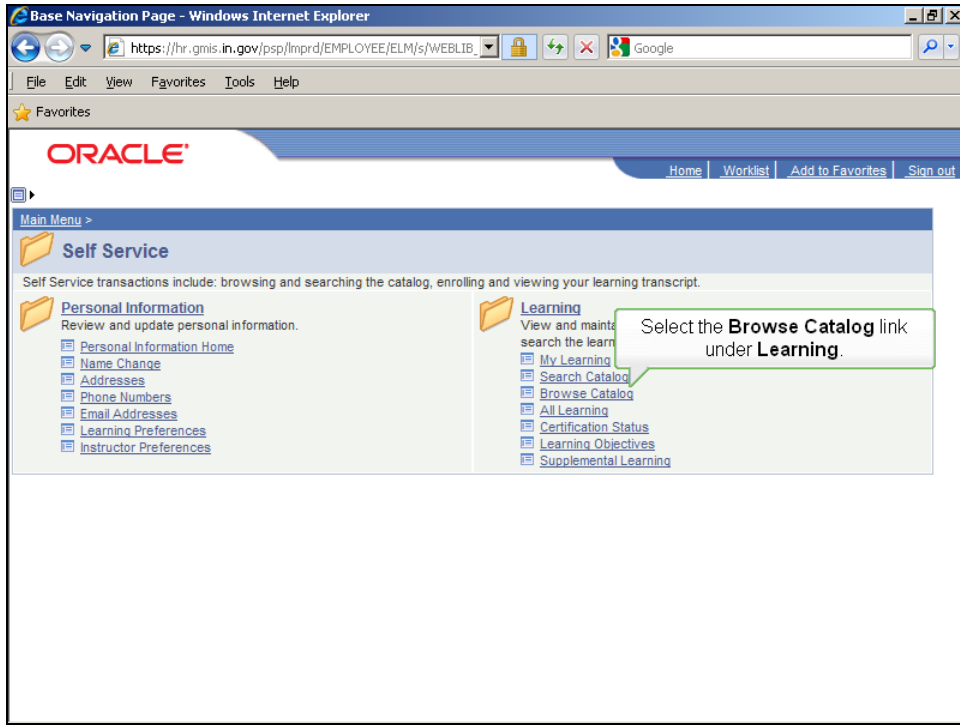 Base Navigation Page - Windows Internet Explorer
https://hr.gmis.in.gov/psp/lmprd/EMPLOYEE/ELM/s/WEBLIB_
Google
File Edit View Favorites Tools Help
Favorites
ORACLE
Home Worklist Add to Favorites Sign out
Main Menu >
Self Service
Self Service transactions include: browsing and searching the catalog, enrolling and viewing your learning transcript.
Personal Information
Review and update personal information.
Personal Information Home
Name Change
Addresses
Phone Numbers
Email Addresses
Learning Preferences
Instructor Preferences
Learning
View and mainta
search the learn
My Learning
Search Catalog
Browse Catalog
All Learning
Certification Status
Learning Objectives
Supplemental Learning
Select the Browse Catalog link
under Learning.